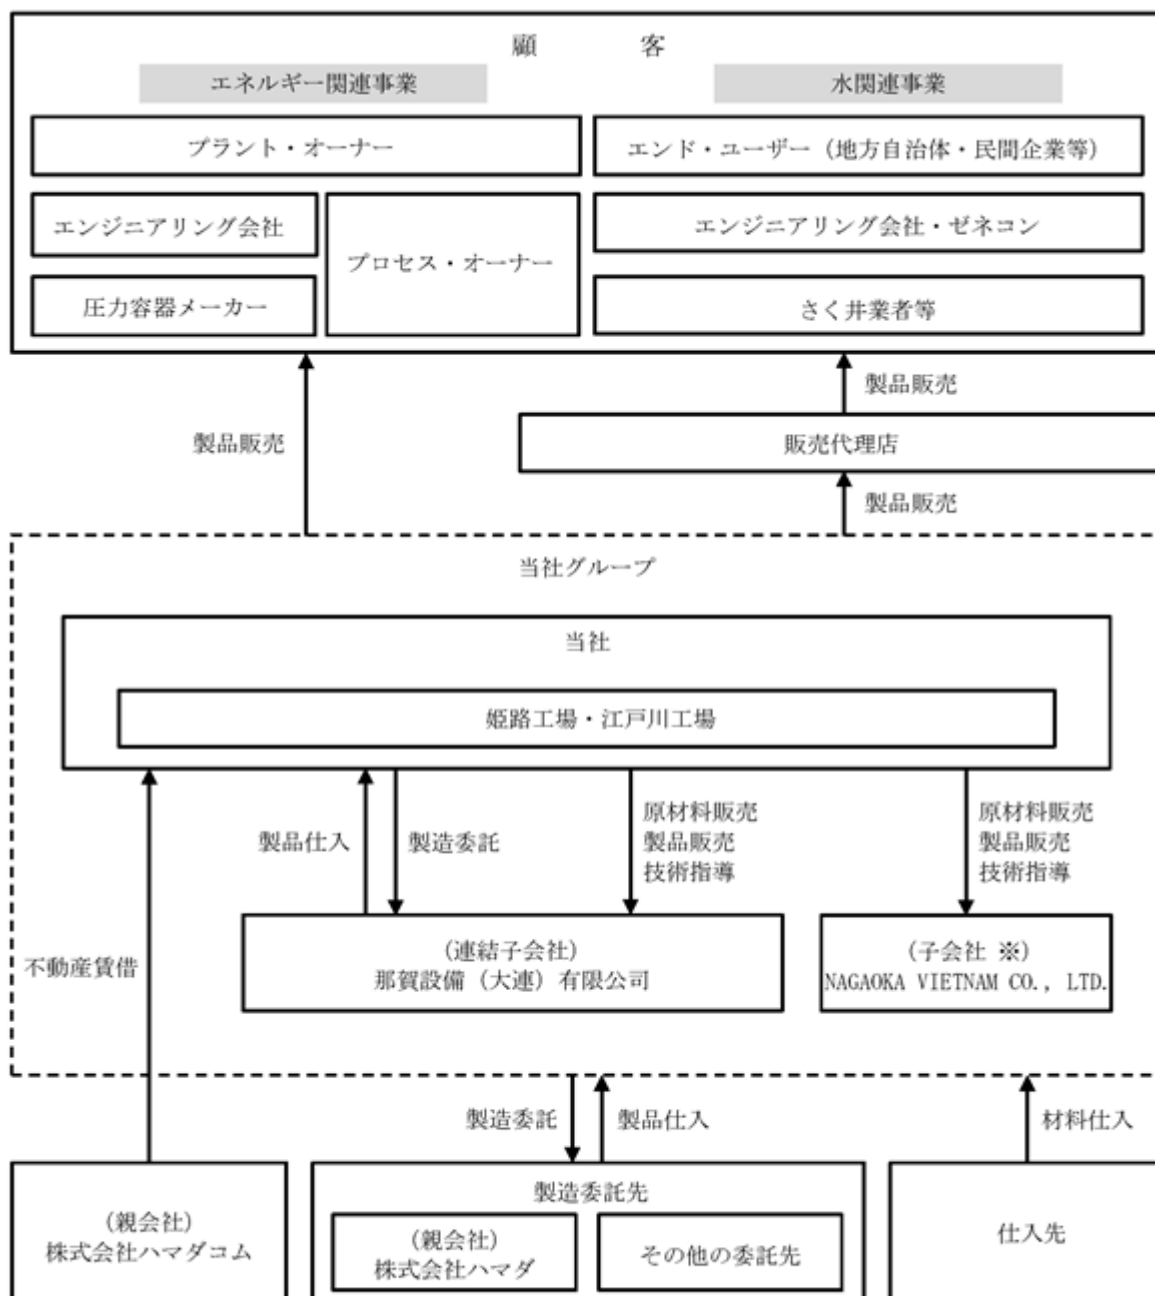 顧客
エネルギー関連事業
水関連事業
プラント・オーナー
エンド・ユーザー（地方自治体・民間企業等）
エンジニアリング会社
プロセス・オーナー
エンジニアリング会社・ゼネコン
圧力容器メーカー
さく井業者等
製品販売
製品販売
販売代理店
製品販売
当社グループ
当社
姫路工場・江戸川工場
製品仕入
製造委託
原材料販売
製品販売
技術指導
原材料販売
製品販売
技術指導
不動産賃借
（連結子会社）
那賀設備（大連）有限公司
（子会社 ※）
NAGAOKA VIETNAM CO., LTD.
製造委託
製品仕入
材料仕入
（親会社）
株式会社ハマダコム
製造委託先
（親会社）
株式会社ハマダ
その他の委託先
仕入先